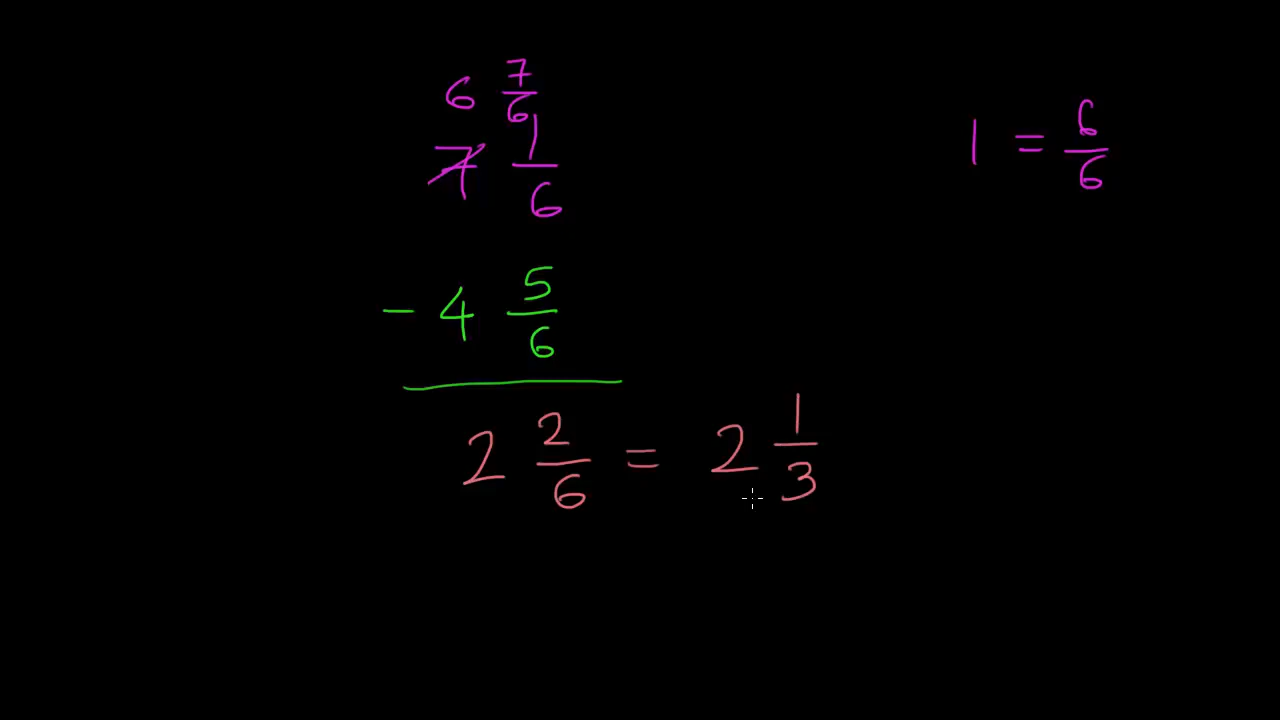 6 7/6
7 1/6
1 = 6/6
- 4 5/6
2 2/6 = 2 1/3